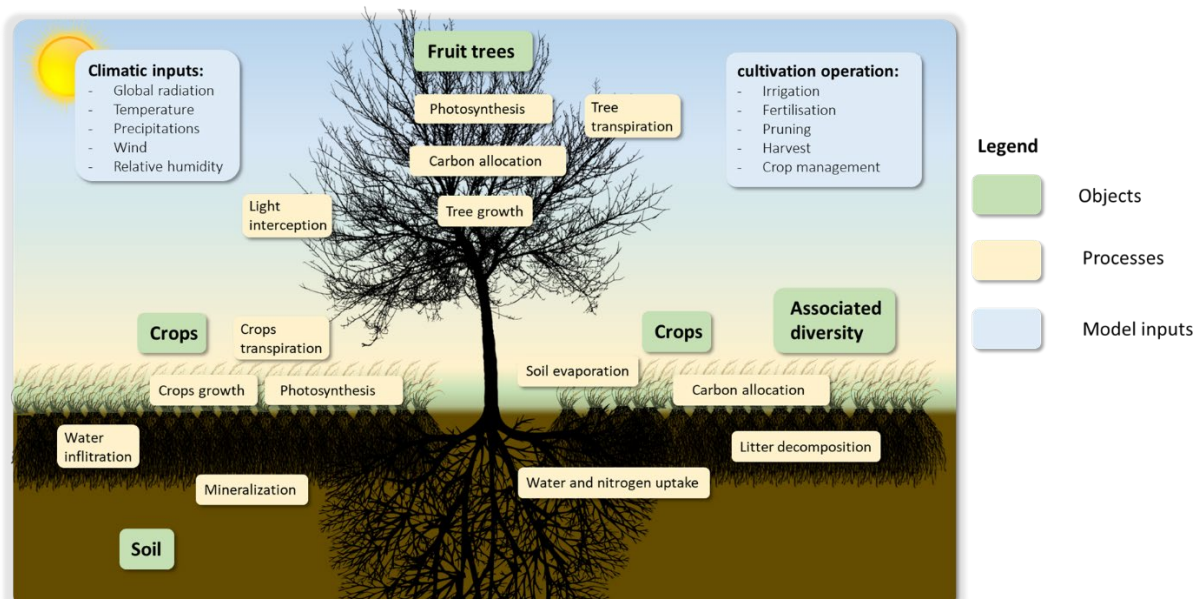 Fruit trees
Climatic inputs:
- Global radiation
- Temperature
- Precipitations
- Wind
- Relative humidity
cultivation operation:
- Irrigation
- Fertilisation
- Pruning
- Harvest
- Crop management
Photosynthesis
Tree
transpiration
Carbon allocation
Light
interception
Tree growth
Legend
Objects
Processes
Model inputs
Crops
Crops
transpiration
Crops
Associated
diversity
Crops growth
Photosynthesis
Soil evaporation
Carbon allocation
Water
inflitration
Litter decomposition
Mineralization
Water and nitrogen uptake
Soil